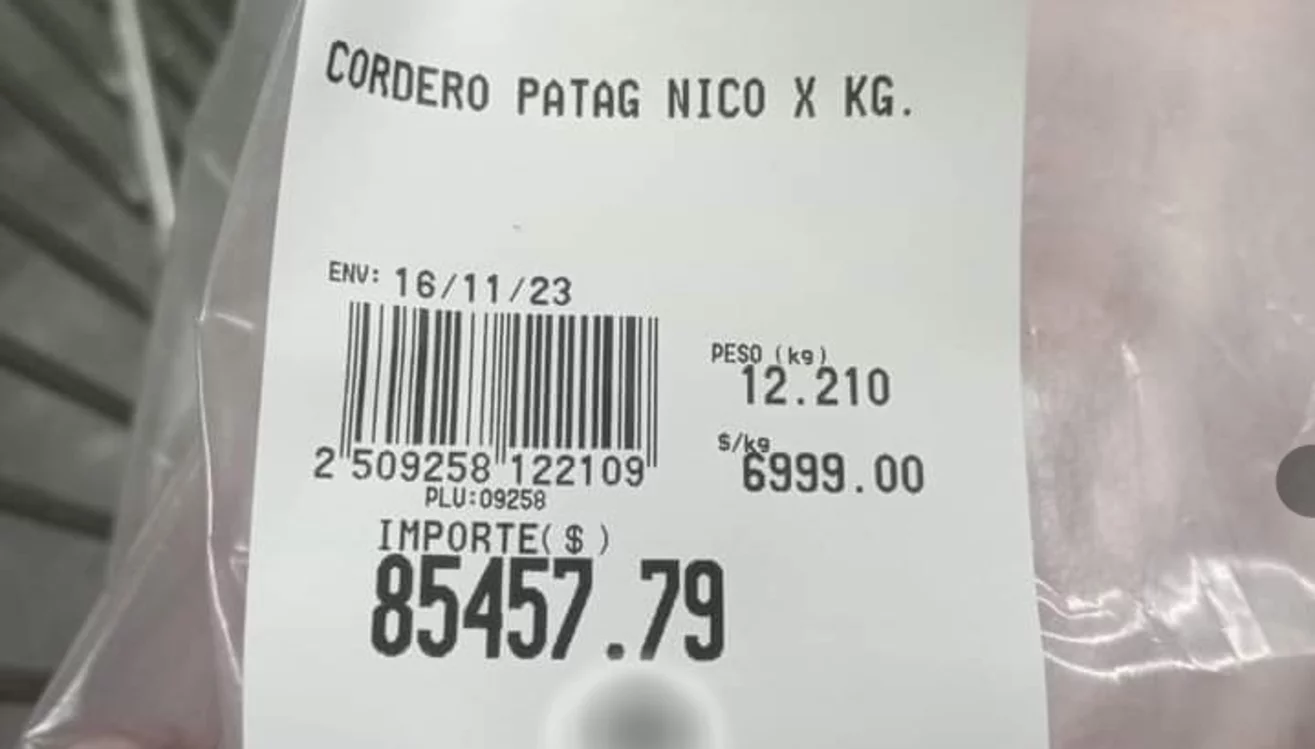 CORDERO PATAG NICO X KG.
ENV: 16/11/23
PESO (kg)
12.210
$/kg
6999.00
2 509258 122109
PLU:09258
IMPORTE( $ )
85457.79